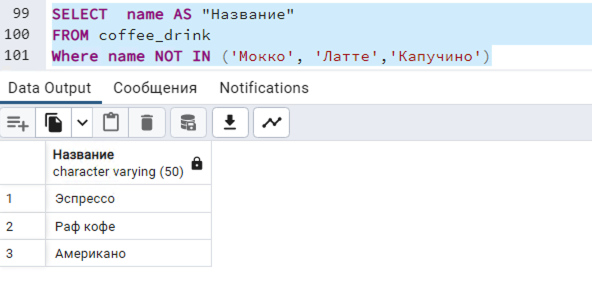 99 SELECT  name AS "Название"
100 FROM coffee_drink
101 Where name NOT IN ('Мокко', 'Латте','Капучино')
Data Output Сообщения Notifications
Название
character varying (50)
1 Эспрессо
2 Раф кофе
3 Американо